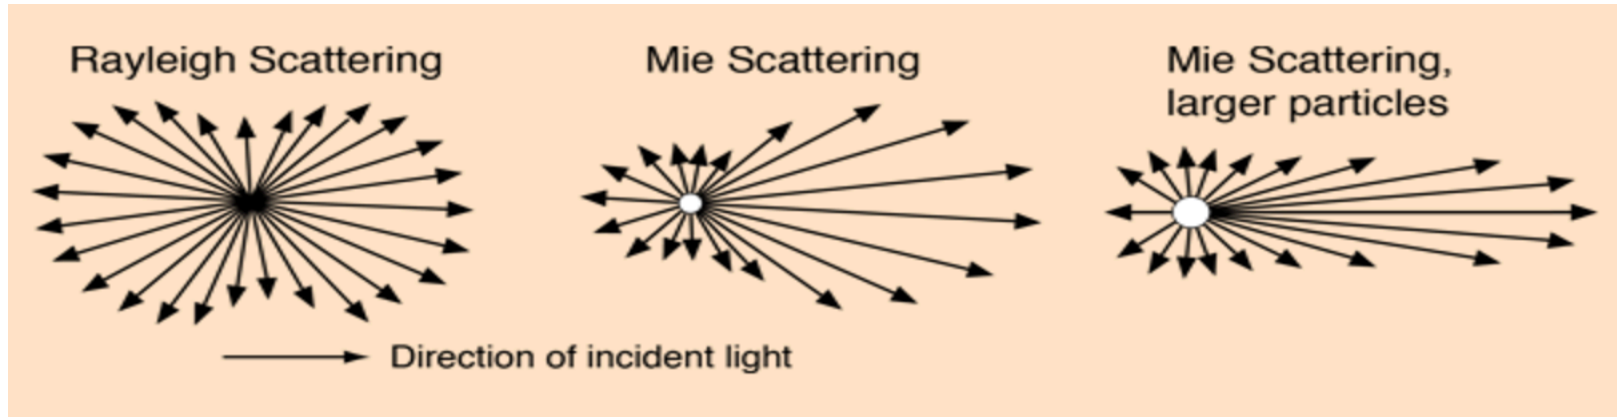 Rayleigh Scattering
Mie Scattering
Mie Scattering,
larger particles
Direction of incident light